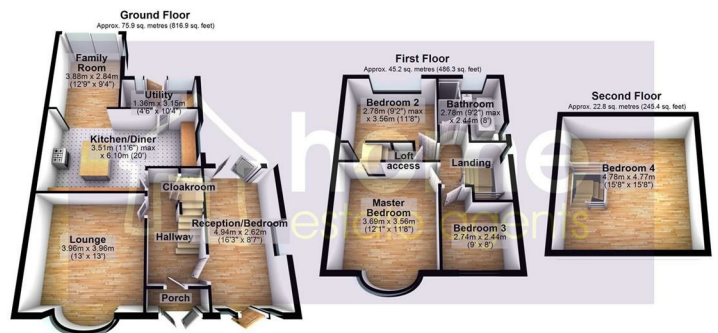 Ground Floor
Approx. 75.9 sq. metres (816.9 sq. feet)
Family
Room
3.88m x 2.84m
(12'9" x 9'4")
Utility
1.36m x 3.15m
(4'6" x 10'4")
Kitchen/Diner
3.51m (11'6") max
x 6.10m (20')
Cloakroom
Reception/Bedroom
4.94m x 2.62m
(16'3" x 8'7")
Lounge
3.96m x 3.96m
(13' x 13')
Hallway
Porch
First Floor
Approx. 45.2 sq. metres (486.3 sq. feet)
Bedroom 2
2.78m (9'2") max
x 3.56m (11'8")
Bathroom
2.78m (9'2") max
x 2.44m (8')
Loft
access
Landing
Master
Bedroom
3.69m x 3.56m
(12'1" x 11'8")
Bedroom 3
2.74m x 2.44m
(9' x 8')
Second Floor
Approx. 22.8 sq. metres (245.4 sq. feet)
Bedroom 4
4.78m x 4.77m
(15'8" x 15'8")
home
estate agents